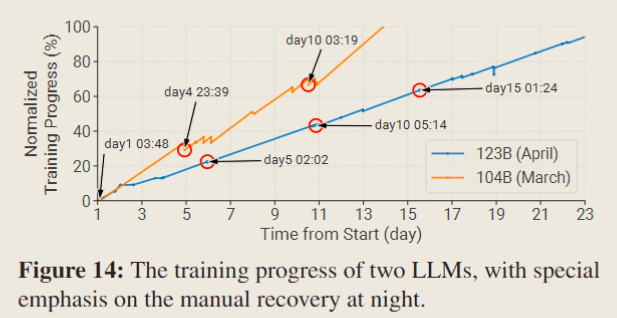 Normalized
Training Progress (%)
100
80
60
40
20
0
day10 03:19
day4 23:39
day1 03:48
day15 01:24
day10 05:14
day5 02:02
123B (April)
104B (March)
1 3 5 7 9 11 13 15 17 19 21 23
Time from Start (day)
Figure 14: The training progress of two LLMs, with special
emphasis on the manual recovery at night.